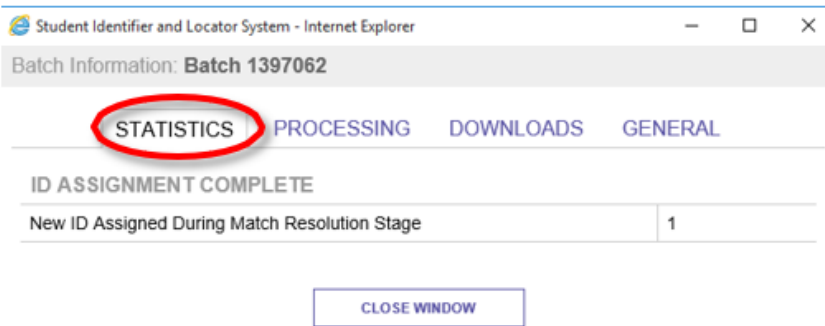 Student Identifier and Locator System - Internet Explorer
Batch Information: Batch 1397062
STATISTICS PROCESSING DOWNLOADS GENERAL
ID ASSIGNMENT COMPLETE
New ID Assigned During Match Resolution Stage 1
CLOSE WINDOW